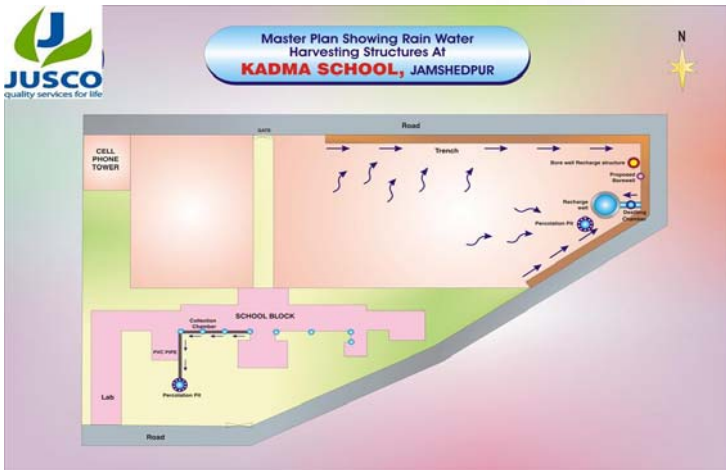 JUSCO
quality services for life
Master Plan Showing Rain Water
Harvesting Structures At
KADMA SCHOOL, JAMSHEDPUR
N
Road
GATE
CELL
PHONE
TOWER
Trench
Bore well Recharge structure
Proposed
Borewell
Recharge
well
Desilting
Chamber
Percolation Pit
SCHOOL BLOCK
Collection
Chamber
PVC PIPE
Percolation Pit
Lab
Road